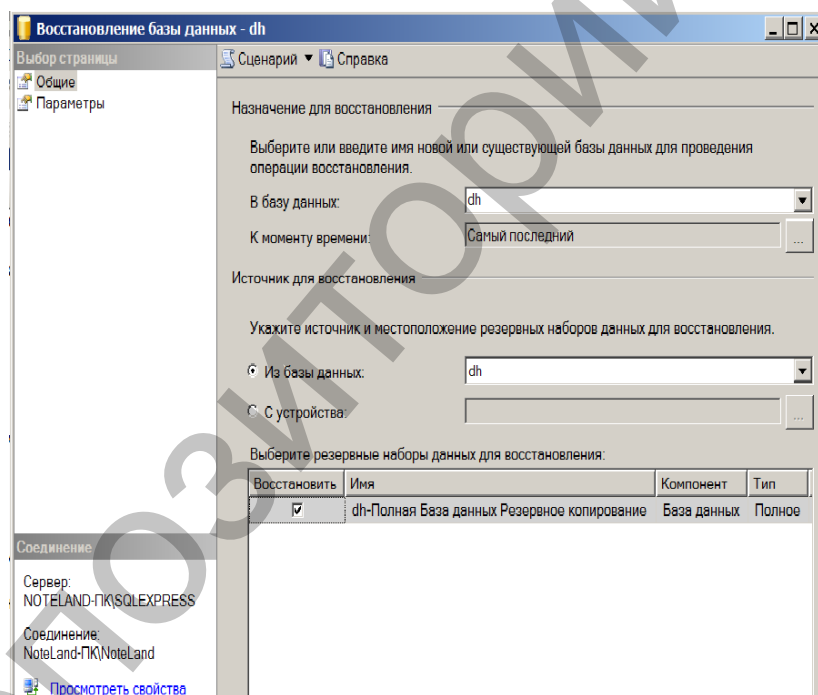 Восстановление базы данных - dh
Выбор страницы
Общие
Параметры
Сценарий
Справка
Назначение для восстановления
Выберите или введите имя новой или существующей базы данных для проведения
операции восстановления.
В базу данных:
dh
К моменту времени:
Самый последний
...
Источник для восстановления
Укажите источник и местоположение резервных наборов данных для восстановления.
Из базы данных:
dh
С устройства:
...
Выберите резервные наборы данных для восстановления:
Восстановить Имя Компонент Тип
dh-Полная База данных Резервное копирование База данных Полное
Соединение
Сервер:
NOTELAND-ПК\SQLEXPRESS
Соединение:
NoteLand-ПК\NoteLand
Просмотреть свойства